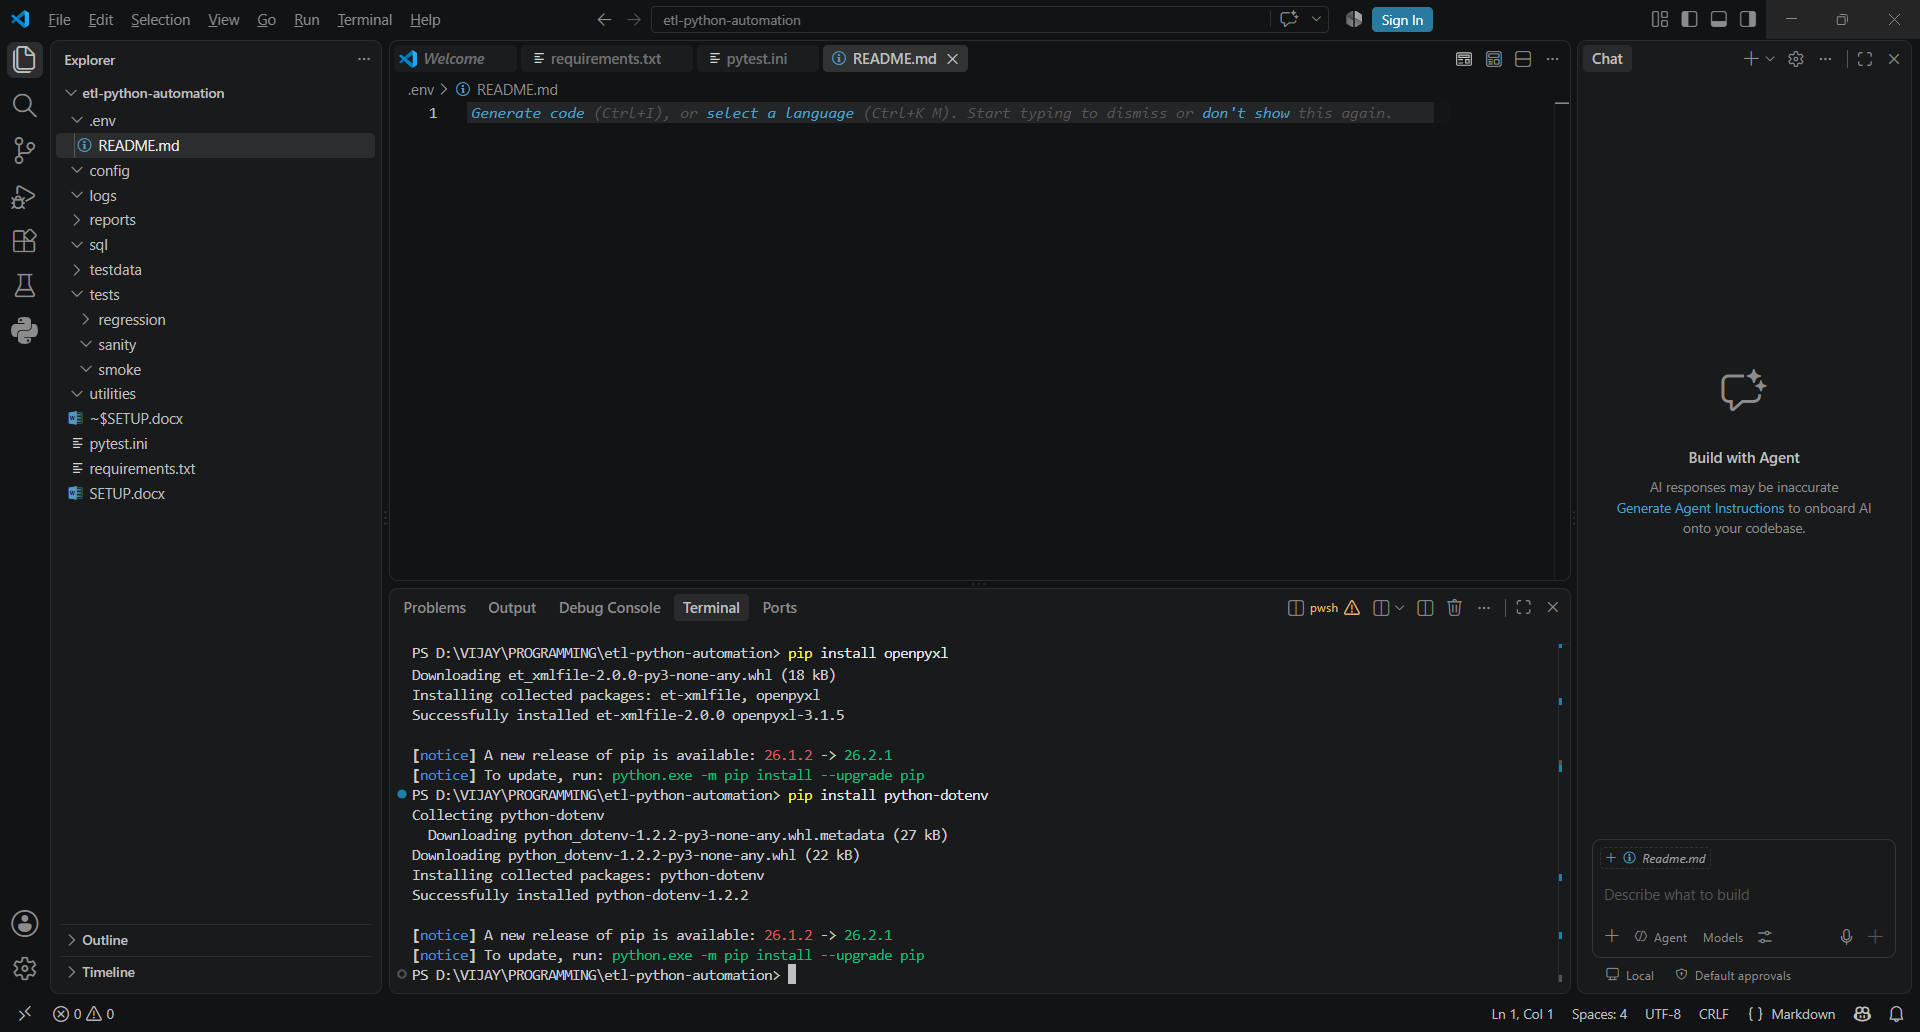 File Edit Selection View Go Run Terminal Help
etl-python-automation
Sign In
Explorer
etl-python-automation
.env
README.md
config
logs
reports
sql
testdata
tests
regression
sanity
smoke
utilities
~$SETUP.docx
pytest.ini
requirements.txt
SETUP.docx
Outline
Timeline
Welcome requirements.txt pytest.ini README.md
.env > README.md
1 Generate code (Ctrl+I), or select a language (Ctrl+K M). Start typing to dismiss or don't show this again.
Problems Output Debug Console Terminal Ports
pwsh
PS D:\VIJAY\PROGRAMMING\etl-python-automation> pip install openpyxl
Downloading et_xmlfile-2.0.0-py3-none-any.whl (18 kB)
Installing collected packages: et-xmlfile, openpyxl
Successfully installed et-xmlfile-2.0.0 openpyxl-3.1.5
[notice] A new release of pip is available: 26.1.2 -> 26.2.1
[notice] To update, run: python.exe -m pip install --upgrade pip
PS D:\VIJAY\PROGRAMMING\etl-python-automation> pip install python-dotenv
Collecting python-dotenv
Downloading python_dotenv-1.2.2-py3-none-any.whl.metadata (27 kB)
Downloading python_dotenv-1.2.2-py3-none-any.whl (22 kB)
Installing collected packages: python-dotenv
Successfully installed python-dotenv-1.2.2
[notice] A new release of pip is available: 26.1.2 -> 26.2.1
[notice] To update, run: python.exe -m pip install --upgrade pip
PS D:\VIJAY\PROGRAMMING\etl-python-automation>
Chat
Build with Agent
AI responses may be inaccurate
Generate Agent Instructions to onboard AI
onto your codebase.
Readme.md
Describe what to build
Agent Models
Local Default approvals
0 0
Ln 1, Col 1 Spaces: 4 UTF-8 CRLF {} Markdown